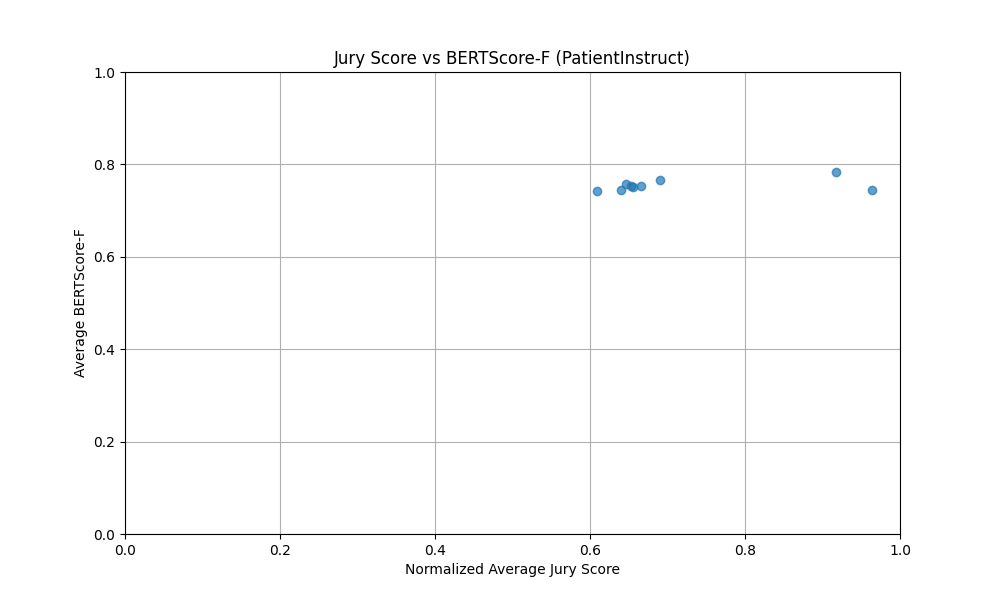 Jury Score vs BERTScore-F (PatientInstruct)
1.0
0.8
0.6
0.4
0.2
0.0
Average BERTScore-F
0.0 0.2 0.4 0.6 0.8 1.0
Normalized Average Jury Score